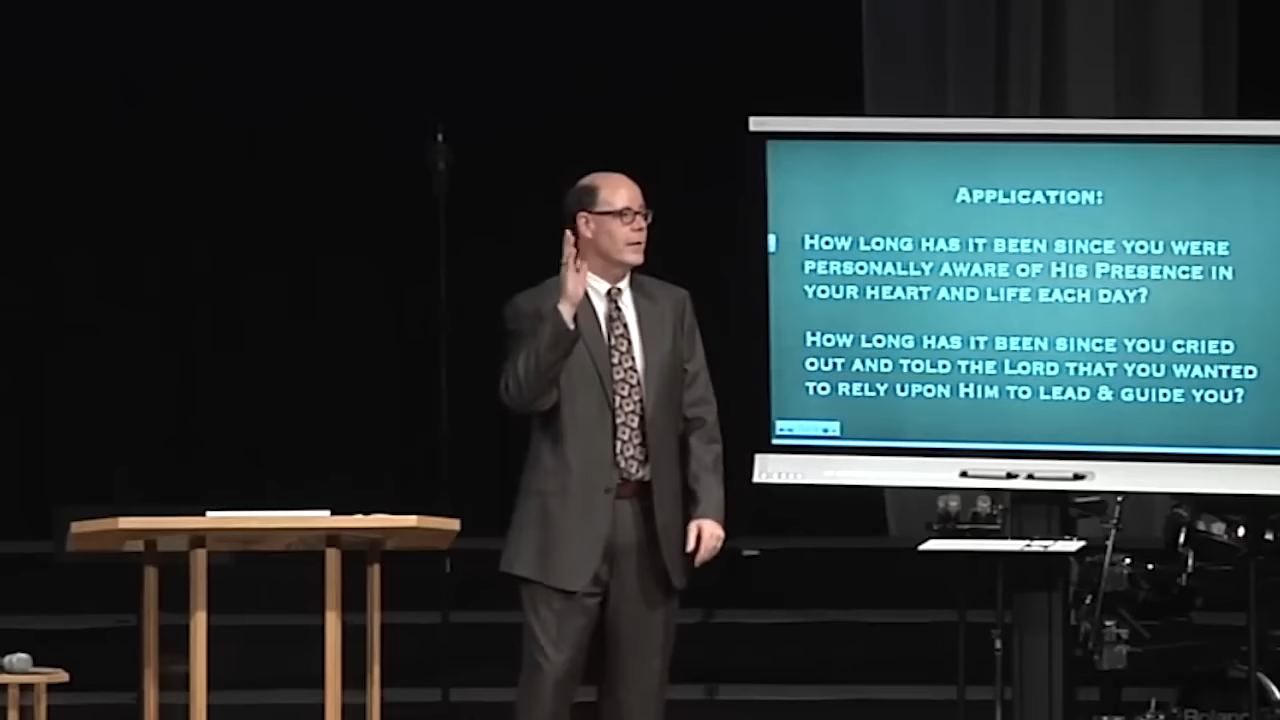 APPLICATION:
HOW LONG HAS IT BEEN SINCE YOU WERE
PERSONALLY AWARE OF HIS PRESENCE IN
YOUR HEART AND LIFE EACH DAY?
HOW LONG HAS IT BEEN SINCE YOU CRIED
OUT AND TOLD THE LORD THAT YOU WANTED
TO RELY UPON HIM TO LEAD & GUIDE YOU?
Roland